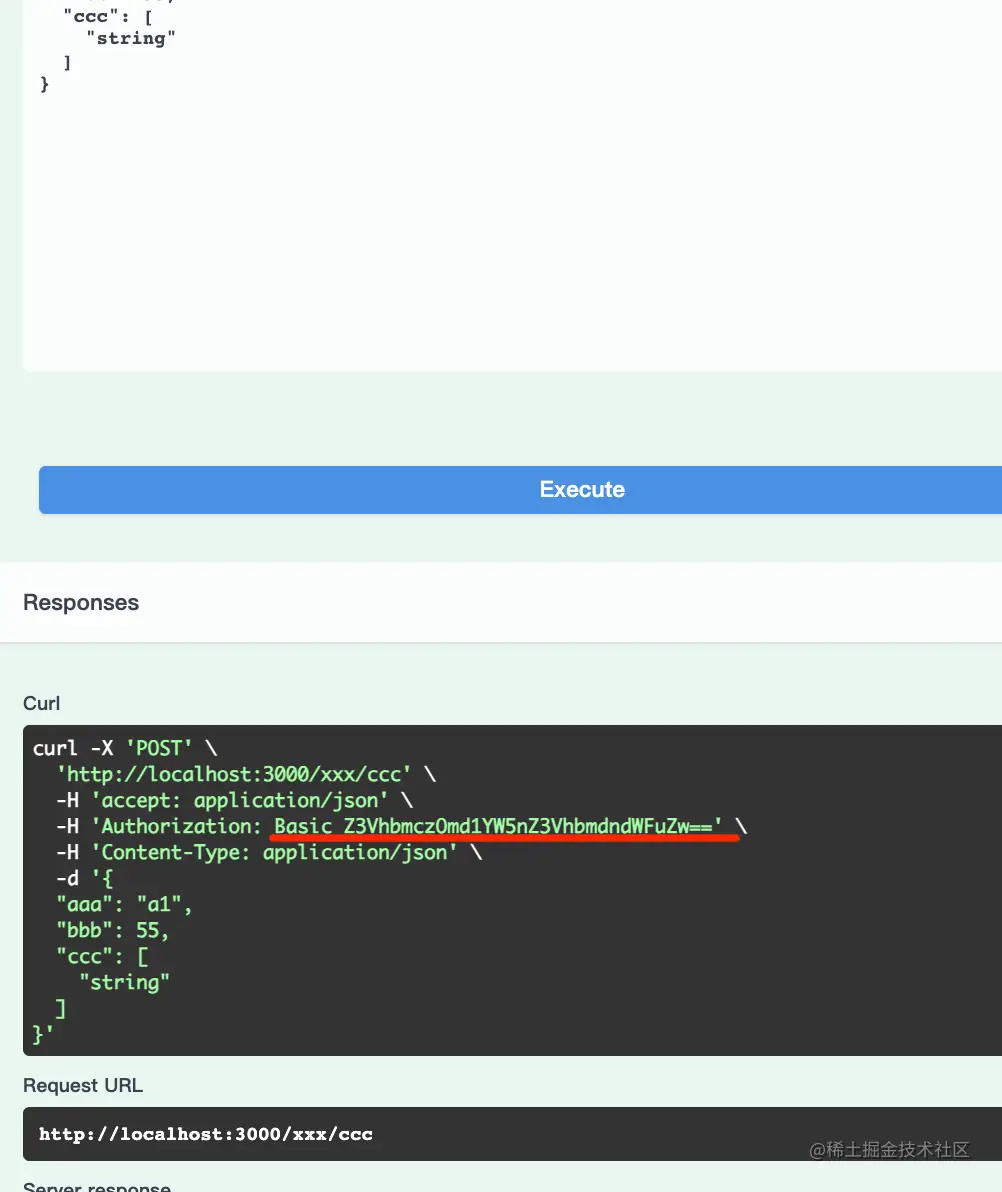 "ccc": [
"string"
]
}
Execute
Responses
Curl
curl -X 'POST' \
'http://localhost:3000/xxx/ccc' \
-H 'accept: application/json' \
-H 'Authorization: Basic Z3VhbmczOmd1YW5nZ3VhbmdndWFuZw==' \
-H 'Content-Type: application/json' \
-d '{
"aaa": "a1",
"bbb": 55,
"ccc": [
"string"
]
}'
Request URL
http://localhost:3000/xxx/ccc
@稀土掘金技术社区
Server response